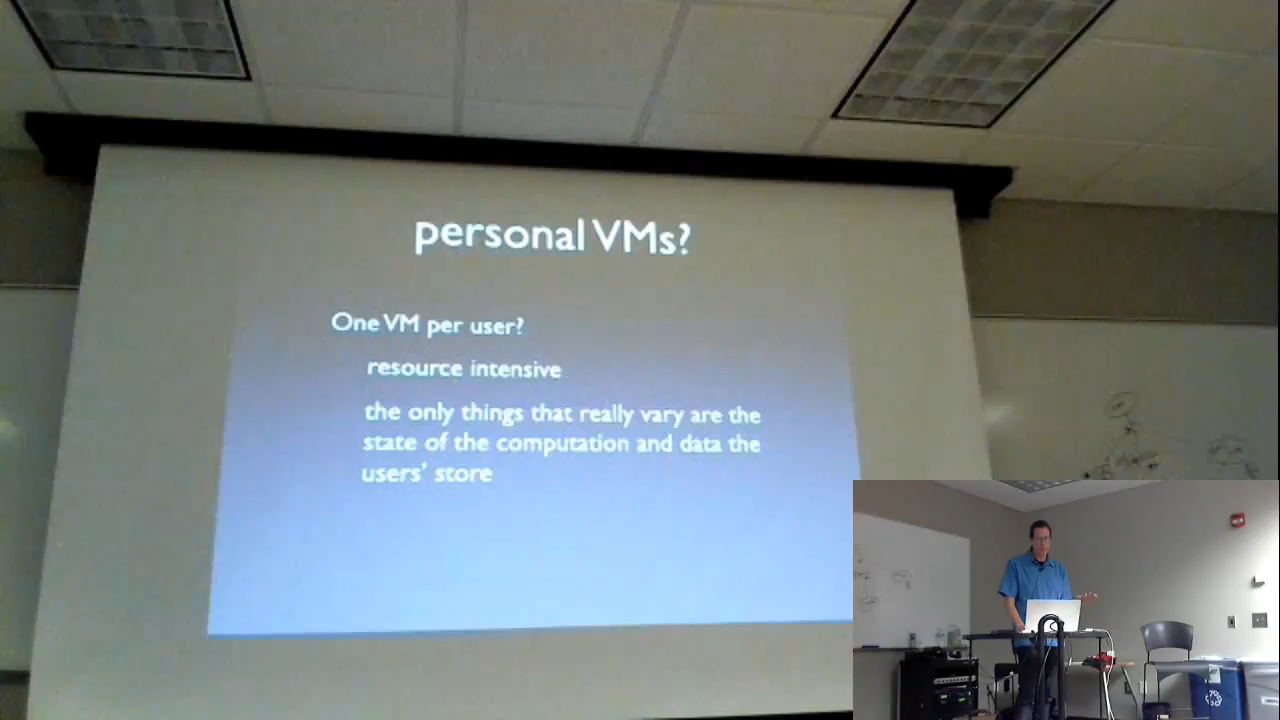 personal VMs?
One VM per user?
resource intensive
the only things that really vary are the
state of the computation and data the
users' store